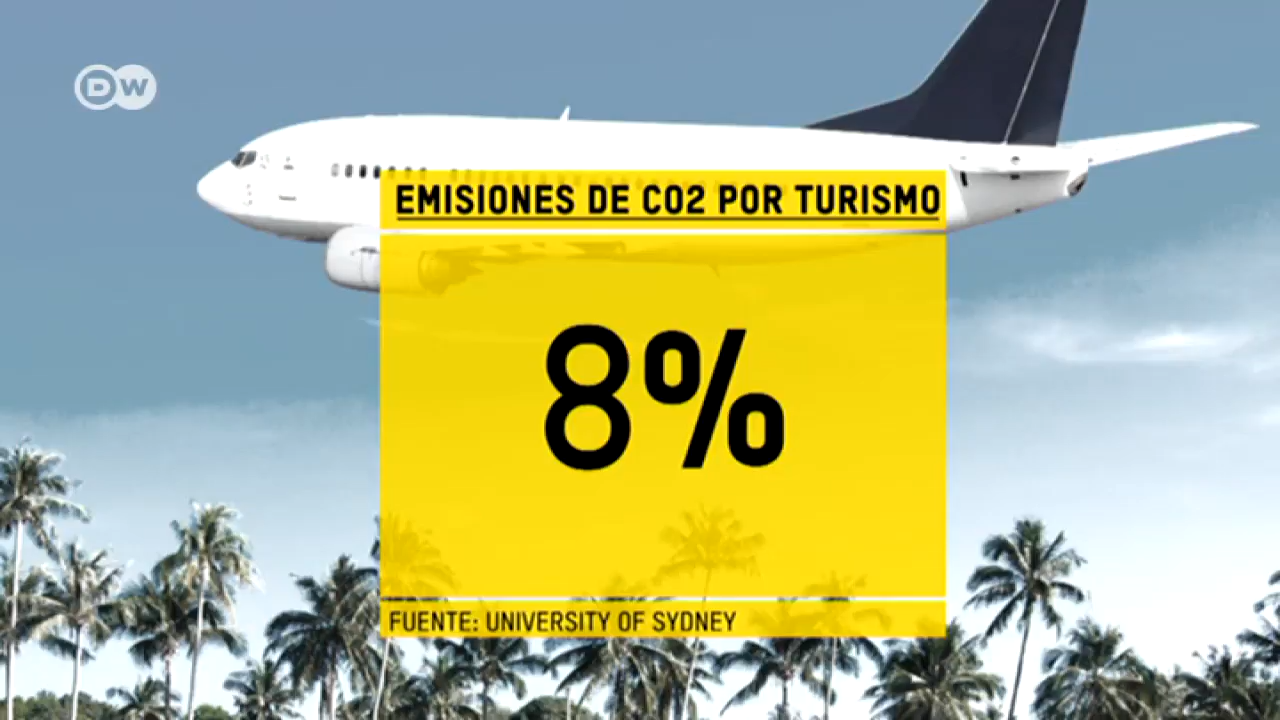 DW
EMISIONES DE CO2 POR TURISMO
8%
FUENTE: UNIVERSITY OF SYDNEY